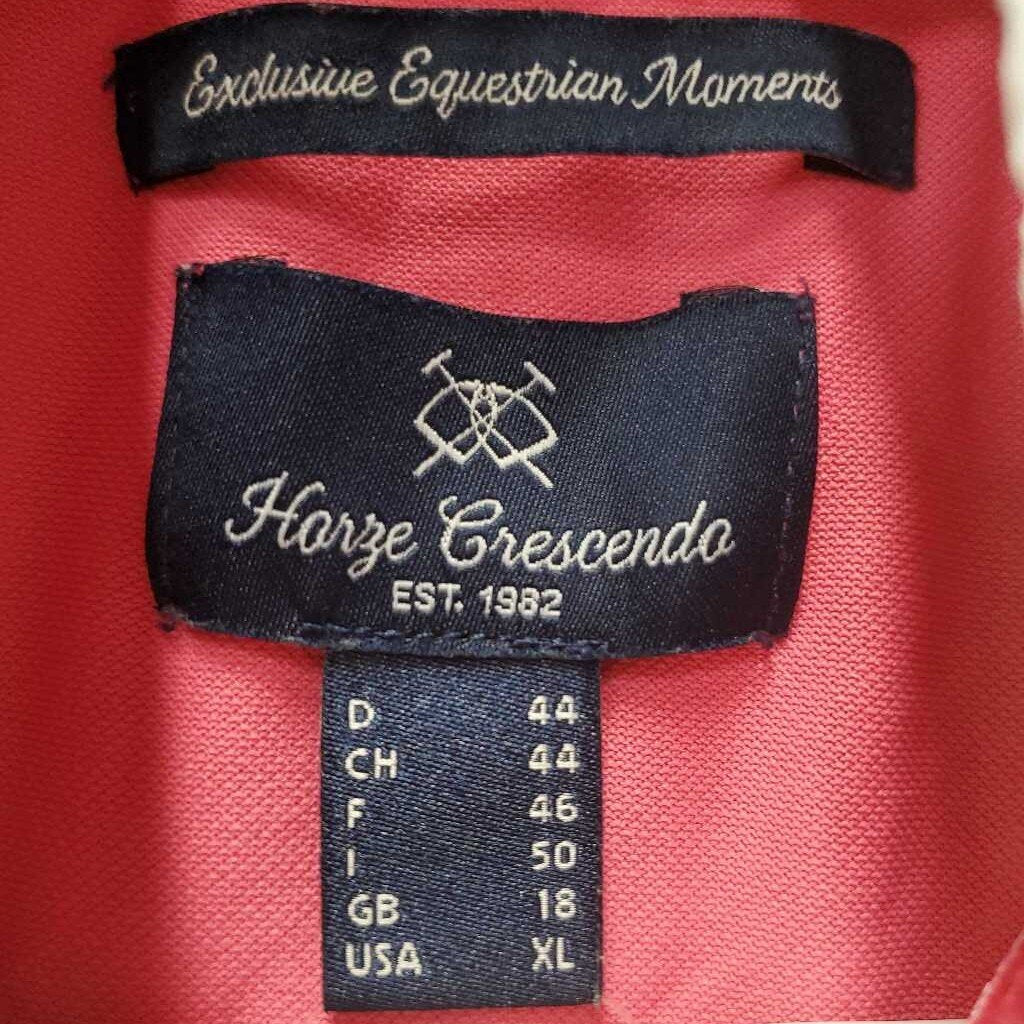 Exclusive Equestrian Moments
Horze Crescendo
EST. 1982
D 44
CH 44
F 46
I 50
GB 18
USA XL